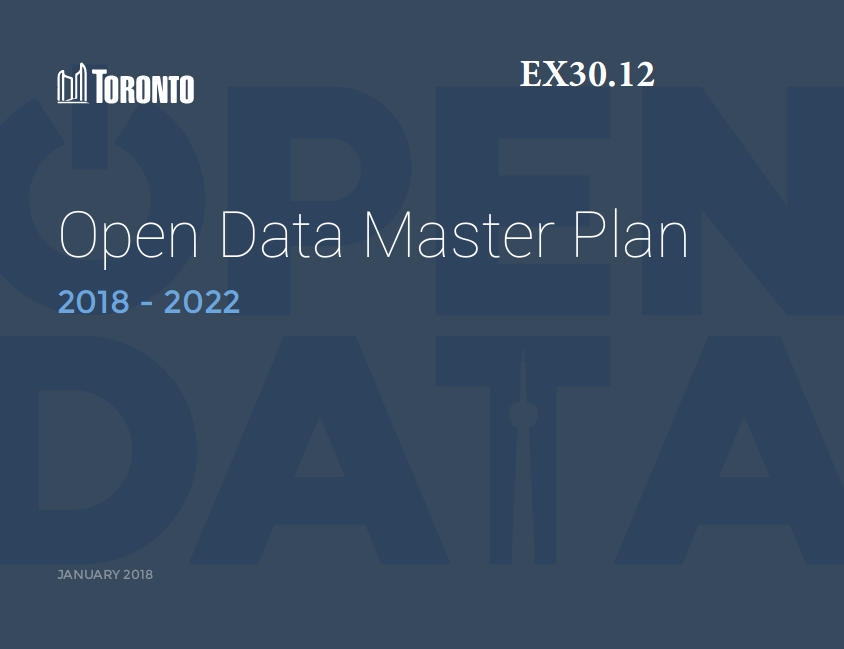 TORONTO
EX30.12
OPEN
Open Data Master Plan
2018 - 2022
DATA
JANUARY 2018